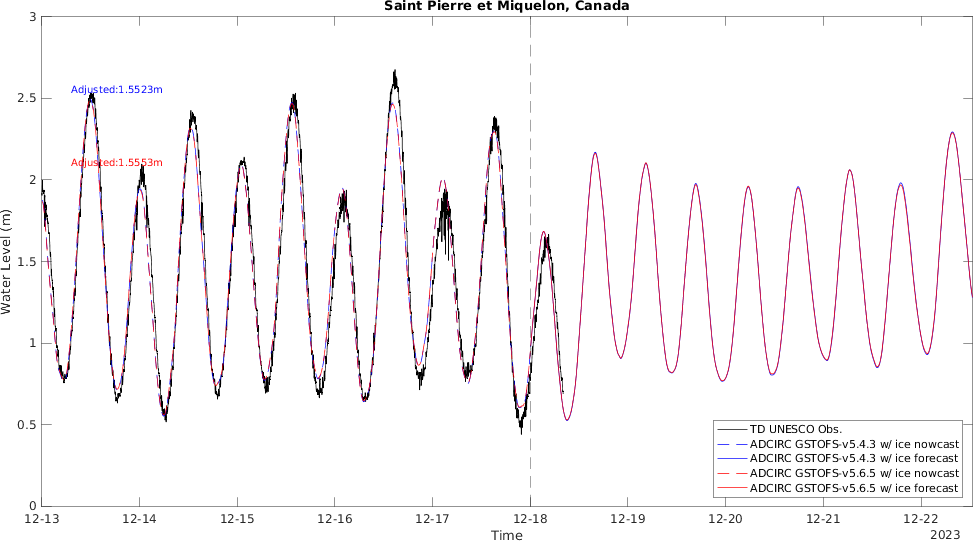 Saint Pierre et Miquelon, Canada
3
2.5
2
1.5
1
0.5
0
Water Level (m)
Adjusted:1.5523m
Adjusted:1.5553m
TD UNESCO Obs.
ADCIRC GSTOFS-v5.4.3 w/ ice nowcast
ADCIRC GSTOFS-v5.4.3 w/ ice forecast
ADCIRC GSTOFS-v5.6.5 w/ ice nowcast
ADCIRC GSTOFS-v5.6.5 w/ ice forecast
12-13 12-14 12-15 12-16 12-17 12-18 12-19 12-20 12-21 12-22
Time
2023